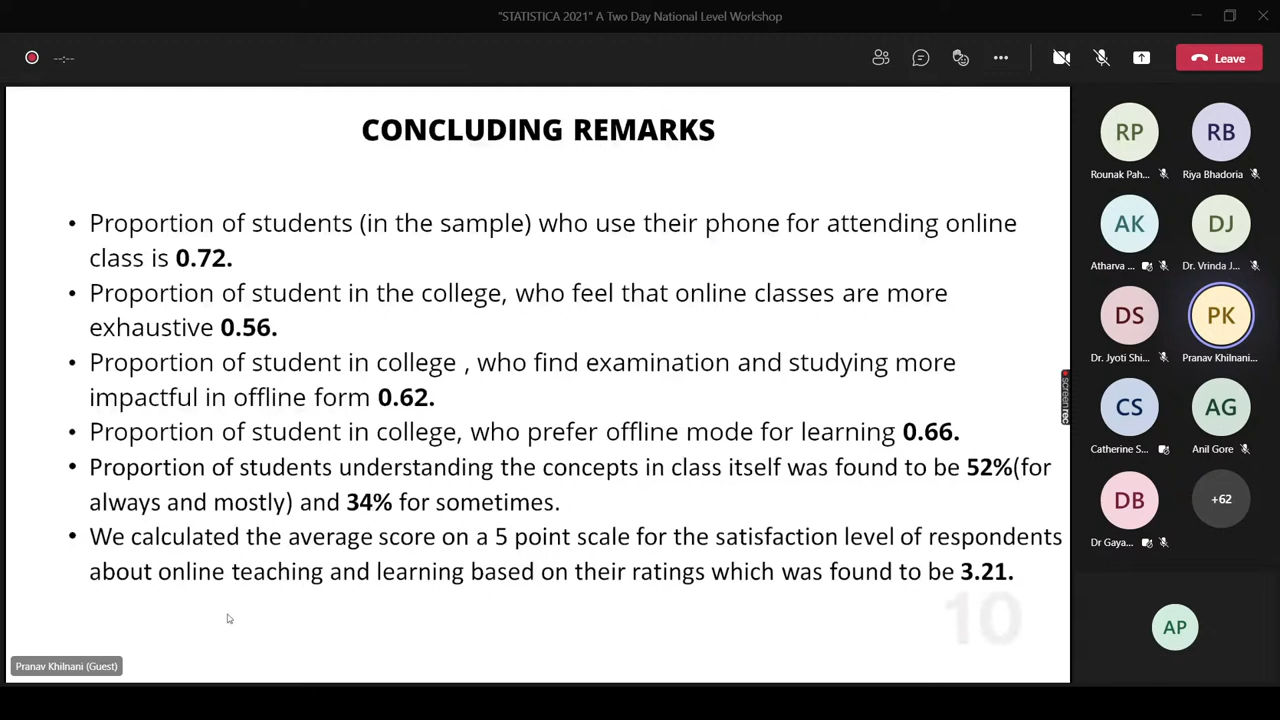 "STATISTICA 2021" A Two Day National Level Workshop
--:--
Leave
CONCLUDING REMARKS
• Proportion of students (in the sample) who use their phone for attending online
class is 0.72.
• Proportion of student in the college, who feel that online classes are more
exhaustive 0.56.
• Proportion of student in college , who find examination and studying more
impactful in offline form 0.62.
• Proportion of student in college, who prefer offline mode for learning 0.66.
• Proportion of students understanding the concepts in class itself was found to be 52%(for
always and mostly) and 34% for sometimes.
• We calculated the average score on a 5 point scale for the satisfaction level of respondents
about online teaching and learning based on their ratings which was found to be 3.21.
10
Pranav Khilnani (Guest)
screenrec
RP RB
Rounak Pah... Riya Bhadoria
AK DJ
Atharva ... Dr. Vrinda J...
DS PK
Dr. Jyoti Shi... Pranav Khilnani...
CS AG
Catherine S... Anil Gore
DB +62
Dr Gaya...
AP